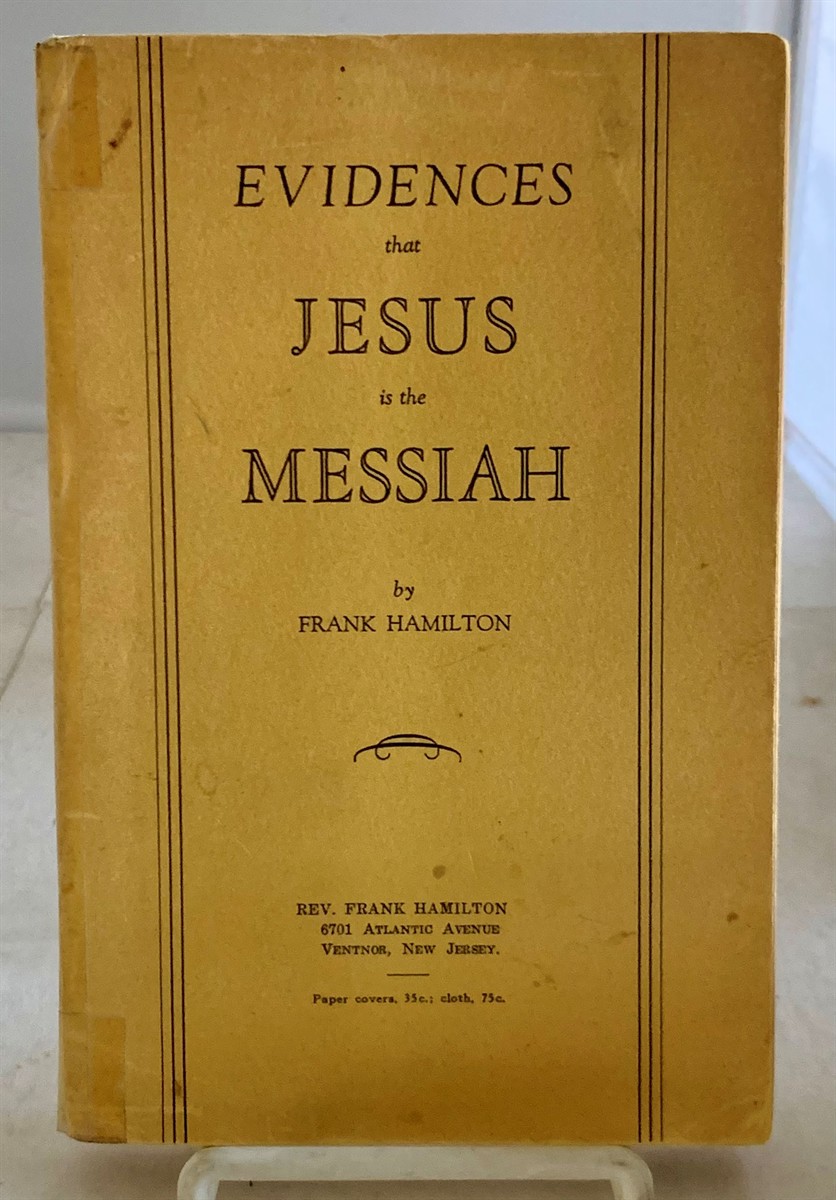 EVIDENCES
that
JESUS
is the
MESSIAH
by
FRANK HAMILTON
REV. FRANK HAMILTON
6701 ATLANTIC AVENUE
VENTNOR, NEW JERSEY.
Paper covers, 35c.; cloth, 75c.